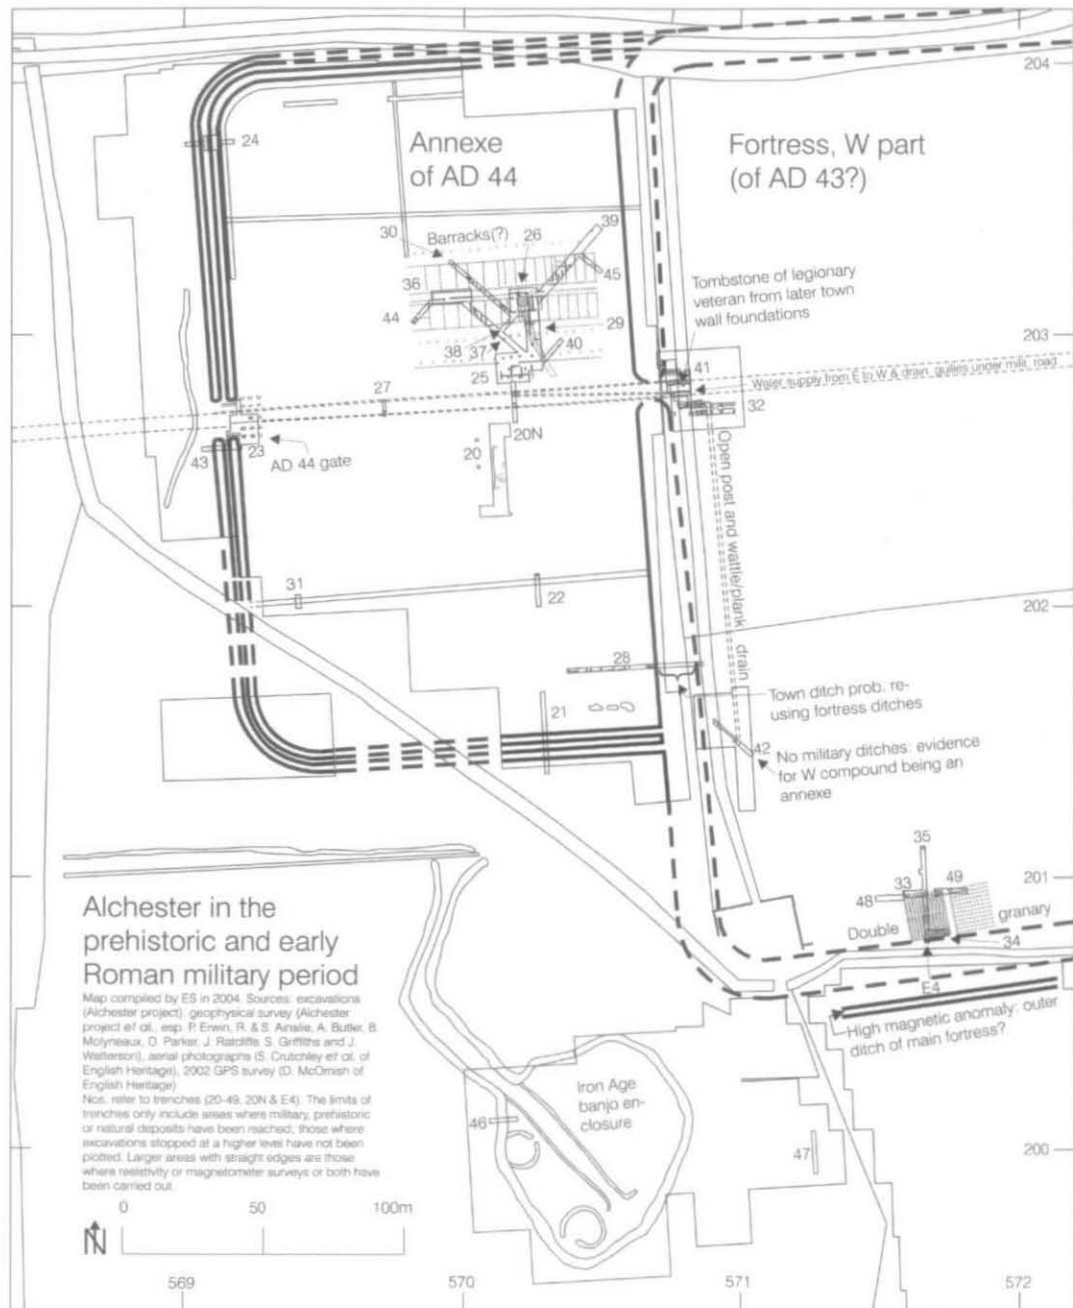 204
Annexe
of AD 44
Fortress, W part
(of AD 43?)
24
39
30
Barracks(?)
26
36
45
Tombstone of legionary
veteran from later town
wall foundations
44
29
203
38
37
40
25
41
Water supply from E to W & drain, gullies under milit. road
27
32
20N
20
43
23
AD 44 gate
Open post and wattle/plank drain
31
22
202
28
Town ditch prob. re-
using fortress ditches
21
42
No military ditches: evidence
for W compound being an
annexe
35
201
33
49
48
Double
granary
34
E4
High magnetic anomaly: outer
ditch of main fortress?
Alchester in the
prehistoric and early
Roman military period
Map compiled by ES in 2004. Sources: excavations
(Alchester project), geophysical survey (Alchester
project et al., esp. P. Erwin, R. & S. Ainslie, A. Butler, B.
Molyneaux, D. Parker, J. Ratcliffe, S. Griffiths and J.
Watterson), aerial photographs (S. Crutchley et al. of
English Heritage), 2002 GPS survey (D. McOmish of
English Heritage)
Nos. refer to trenches (20-49, 20N & E4). The limits of
trenches only include areas where military, prehistoric
or natural deposits have been reached; those where
excavations stopped at a higher level have not been
plotted. Larger areas with straight edges are those
where resistivity or magnetometer surveys or both have
been carried out.
Iron Age
banjo en-
closure
46
47
200
0
50
100m
N
569
570
571
572